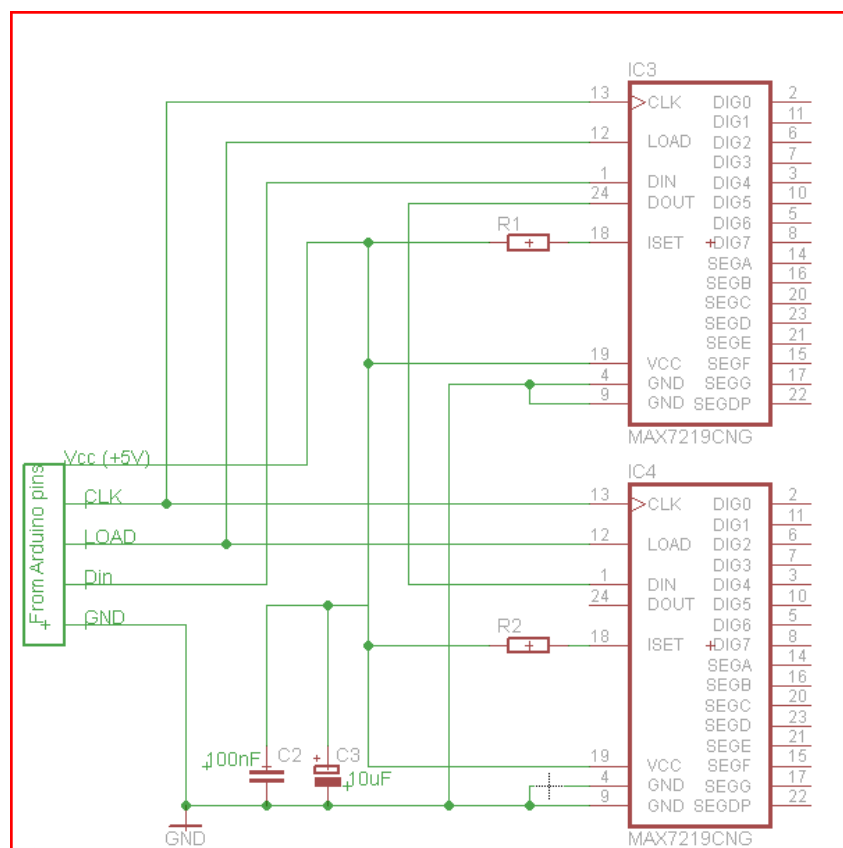 IC3
13 CLK DIG0 2
DIG1 11
12 LOAD DIG2 6
DIG3 7
1 DIN DIG4 3
24 DOUT DIG5 10
DIG6 5
R1
18 ISET DIG7 8
SEGA 14
SEGB 16
SEGC 20
SEGD 23
SEGE 21
19 VCC SEGF 15
4 GND SEGG 17
9 GND SEGDP 22
MAX7219CNG
From Arduino pins
Vcc (+5V)
CLK
LOAD
Din
GND
IC4
13 CLK DIG0 2
DIG1 11
12 LOAD DIG2 6
DIG3 7
1 DIN DIG4 3
24 DOUT DIG5 10
DIG6 5
R2
18 ISET DIG7 8
SEGA 14
SEGB 16
SEGC 20
SEGD 23
SEGE 21
19 VCC SEGF 15
4 GND SEGG 17
9 GND SEGDP 22
MAX7219CNG
100nF C2
C3
10uF
GND